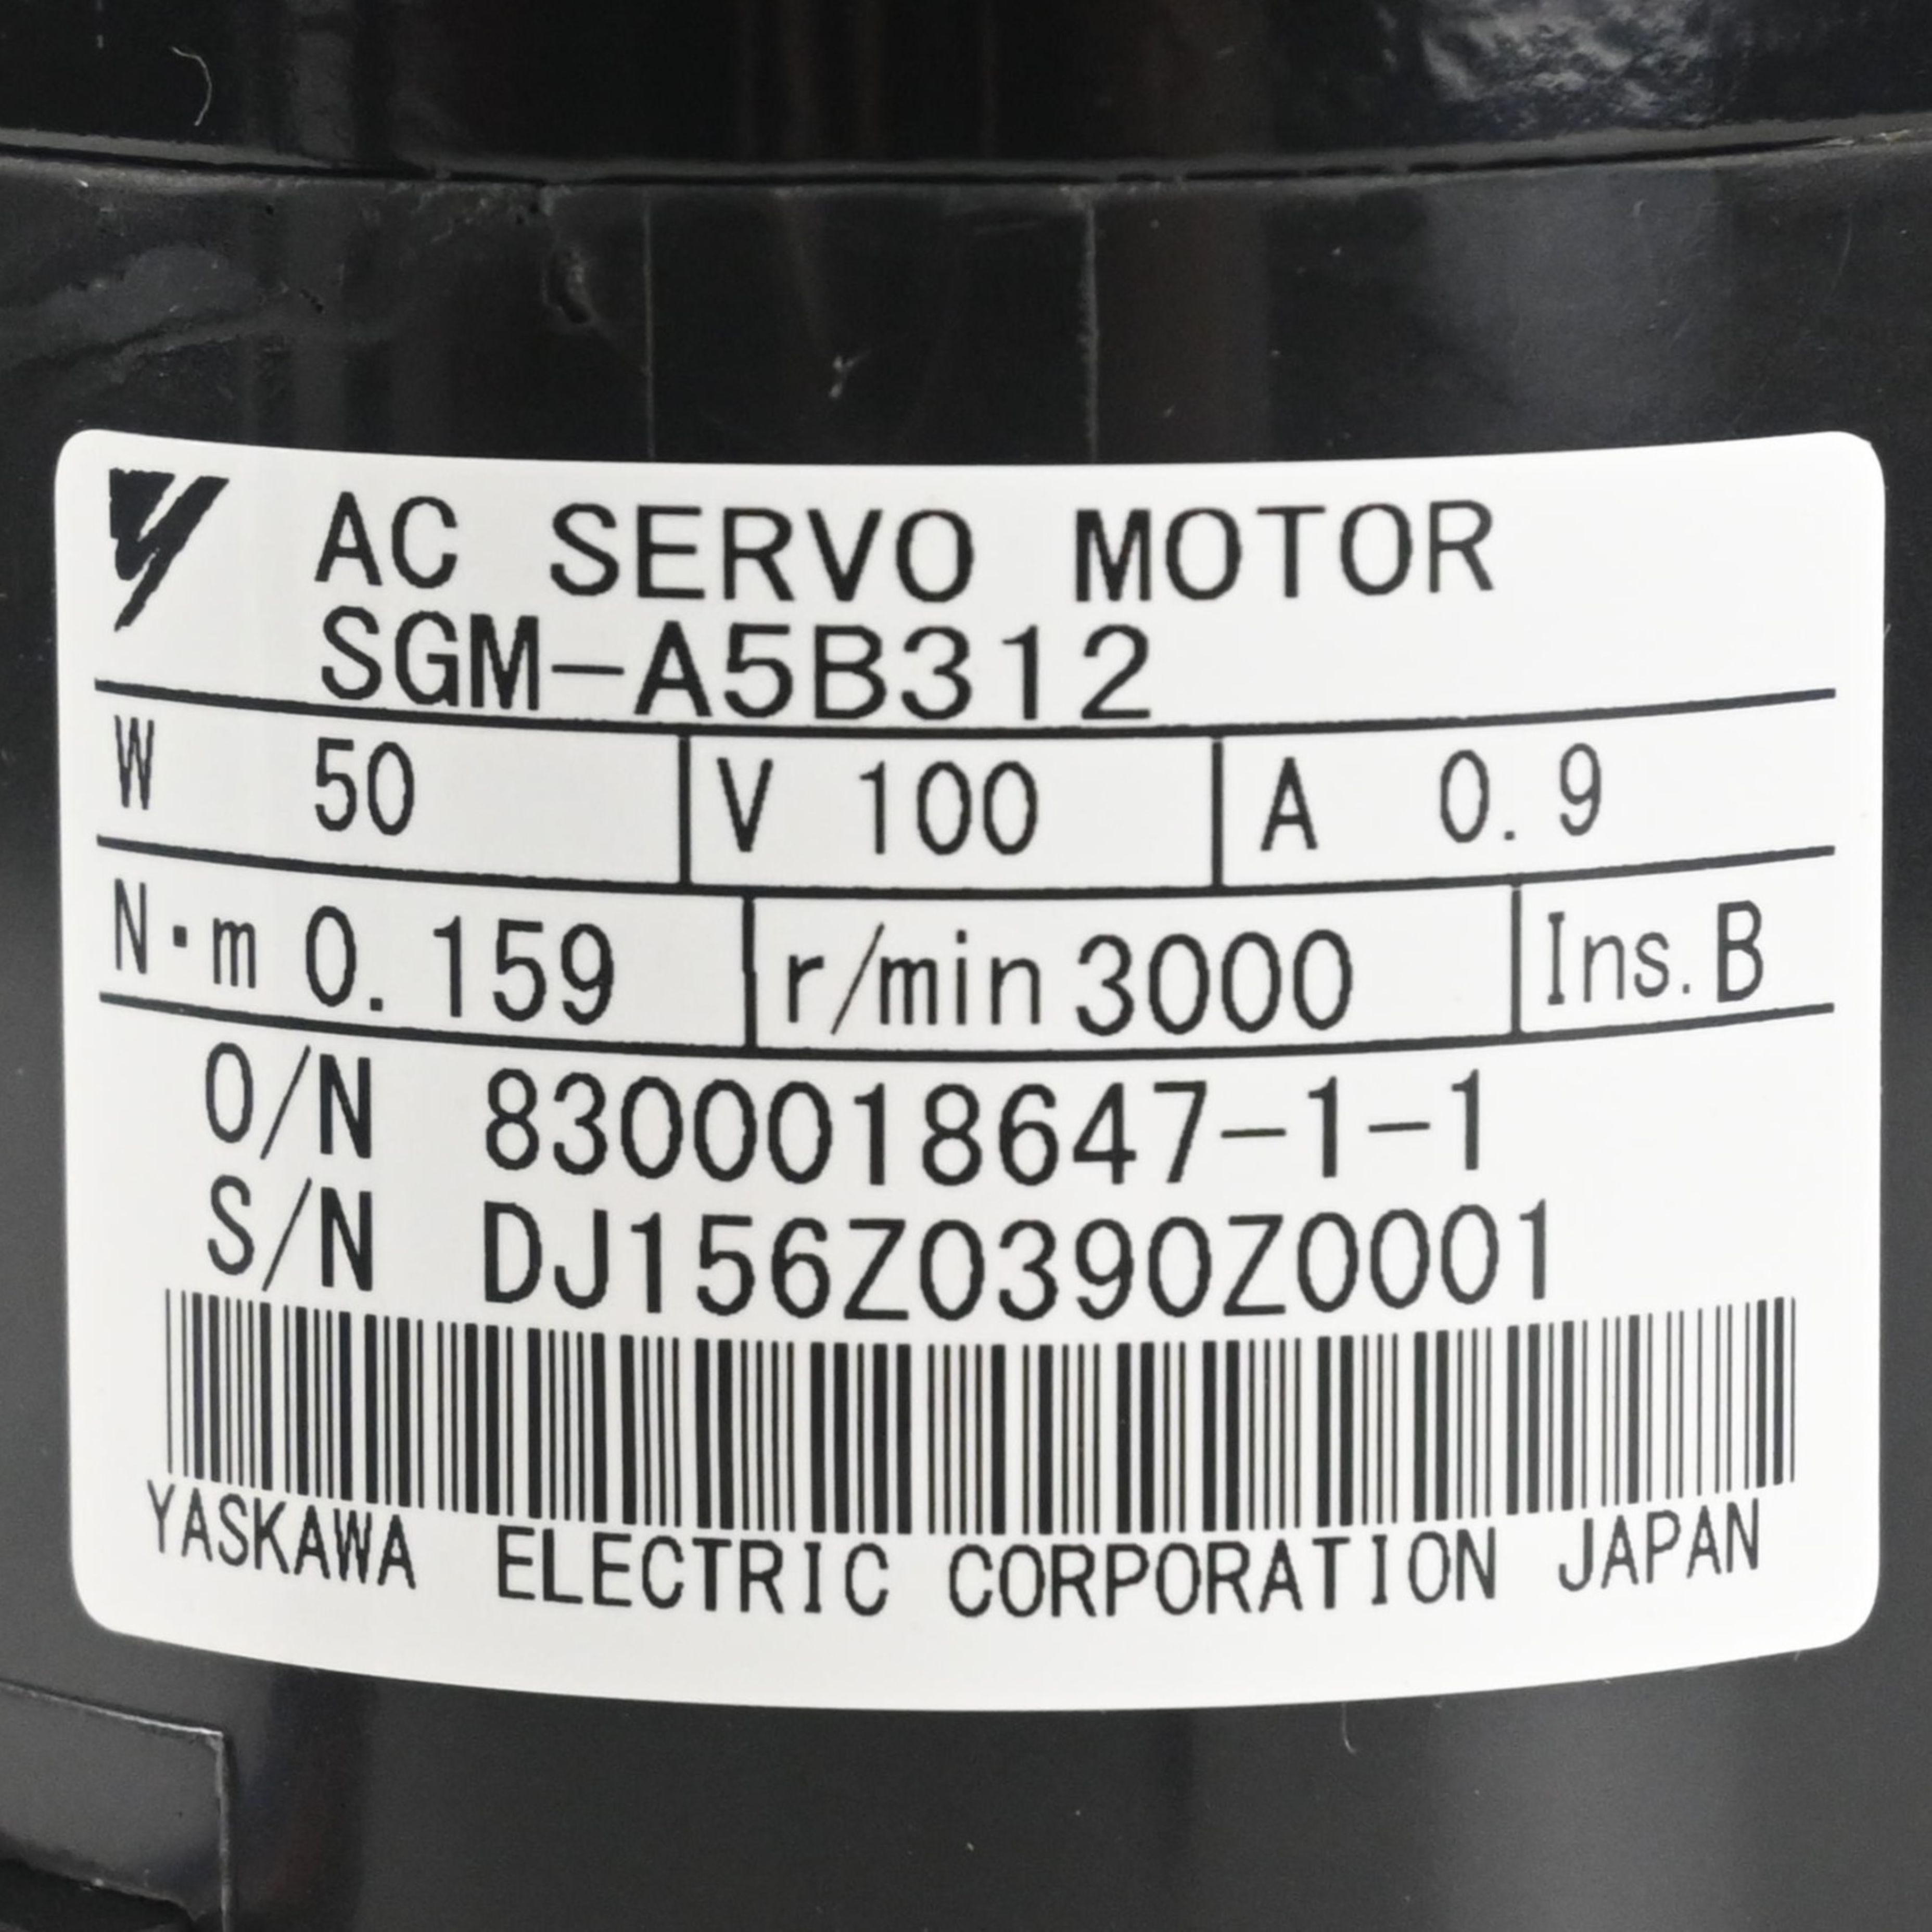 AC SERVO MOTOR
SGM-A5B312
W 50 V 100 A 0.9
N·m 0.159 r/min 3000 Ins. B
O/N 8300018647-1-1
S/N DJ156Z0390Z0001
YASKAWA ELECTRIC CORPORATION JAPAN